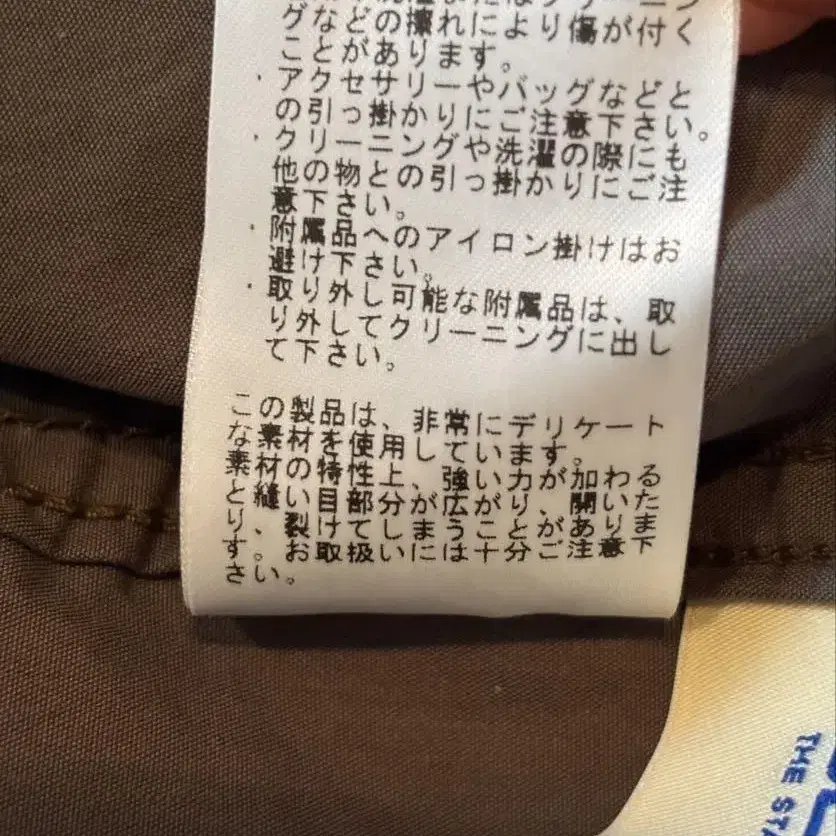 グなどの擦れにより傷が付く
ことがあります。
・アクセサリーやバッグなどと
の引っ掛かりにご注意下さい。
・クリーニングや洗濯の際にも
他の物との引っ掛かりにご注
意下さい。
・附属品へのアイロン掛けはお
避け下さい。
・取り外し可能な附属品は、取
り外してクリーニングに出し
て下さい。
この製品は、非常にデリケート
な素材を使用しています。
素材の特性上、強い力が加わる
と縫い目部分が広がり、開いた
り、裂けてしまうことがありま
す。お取扱いには十分ご注意下
さい。
THE